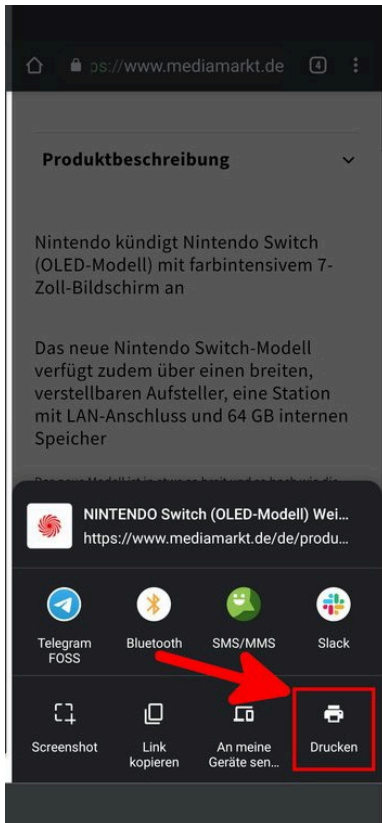 ps://www.mediamarkt.de
4
Produktbeschreibung
Nintendo kündigt Nintendo Switch
(OLED-Modell) mit farbintensivem 7-
Zoll-Bildschirm an
Das neue Nintendo Switch-Modell
verfügt zudem über einen breiten,
verstellbaren Aufsteller, eine Station
mit LAN-Anschluss und 64 GB internen
Speicher
NINTENDO Switch (OLED-Modell) Wei...
https://www.mediamarkt.de/de/produ...
Telegram
FOSS
Bluetooth
SMS/MMS
Slack
Screenshot
Link
kopieren
An meine
Geräte sen...
Drucken